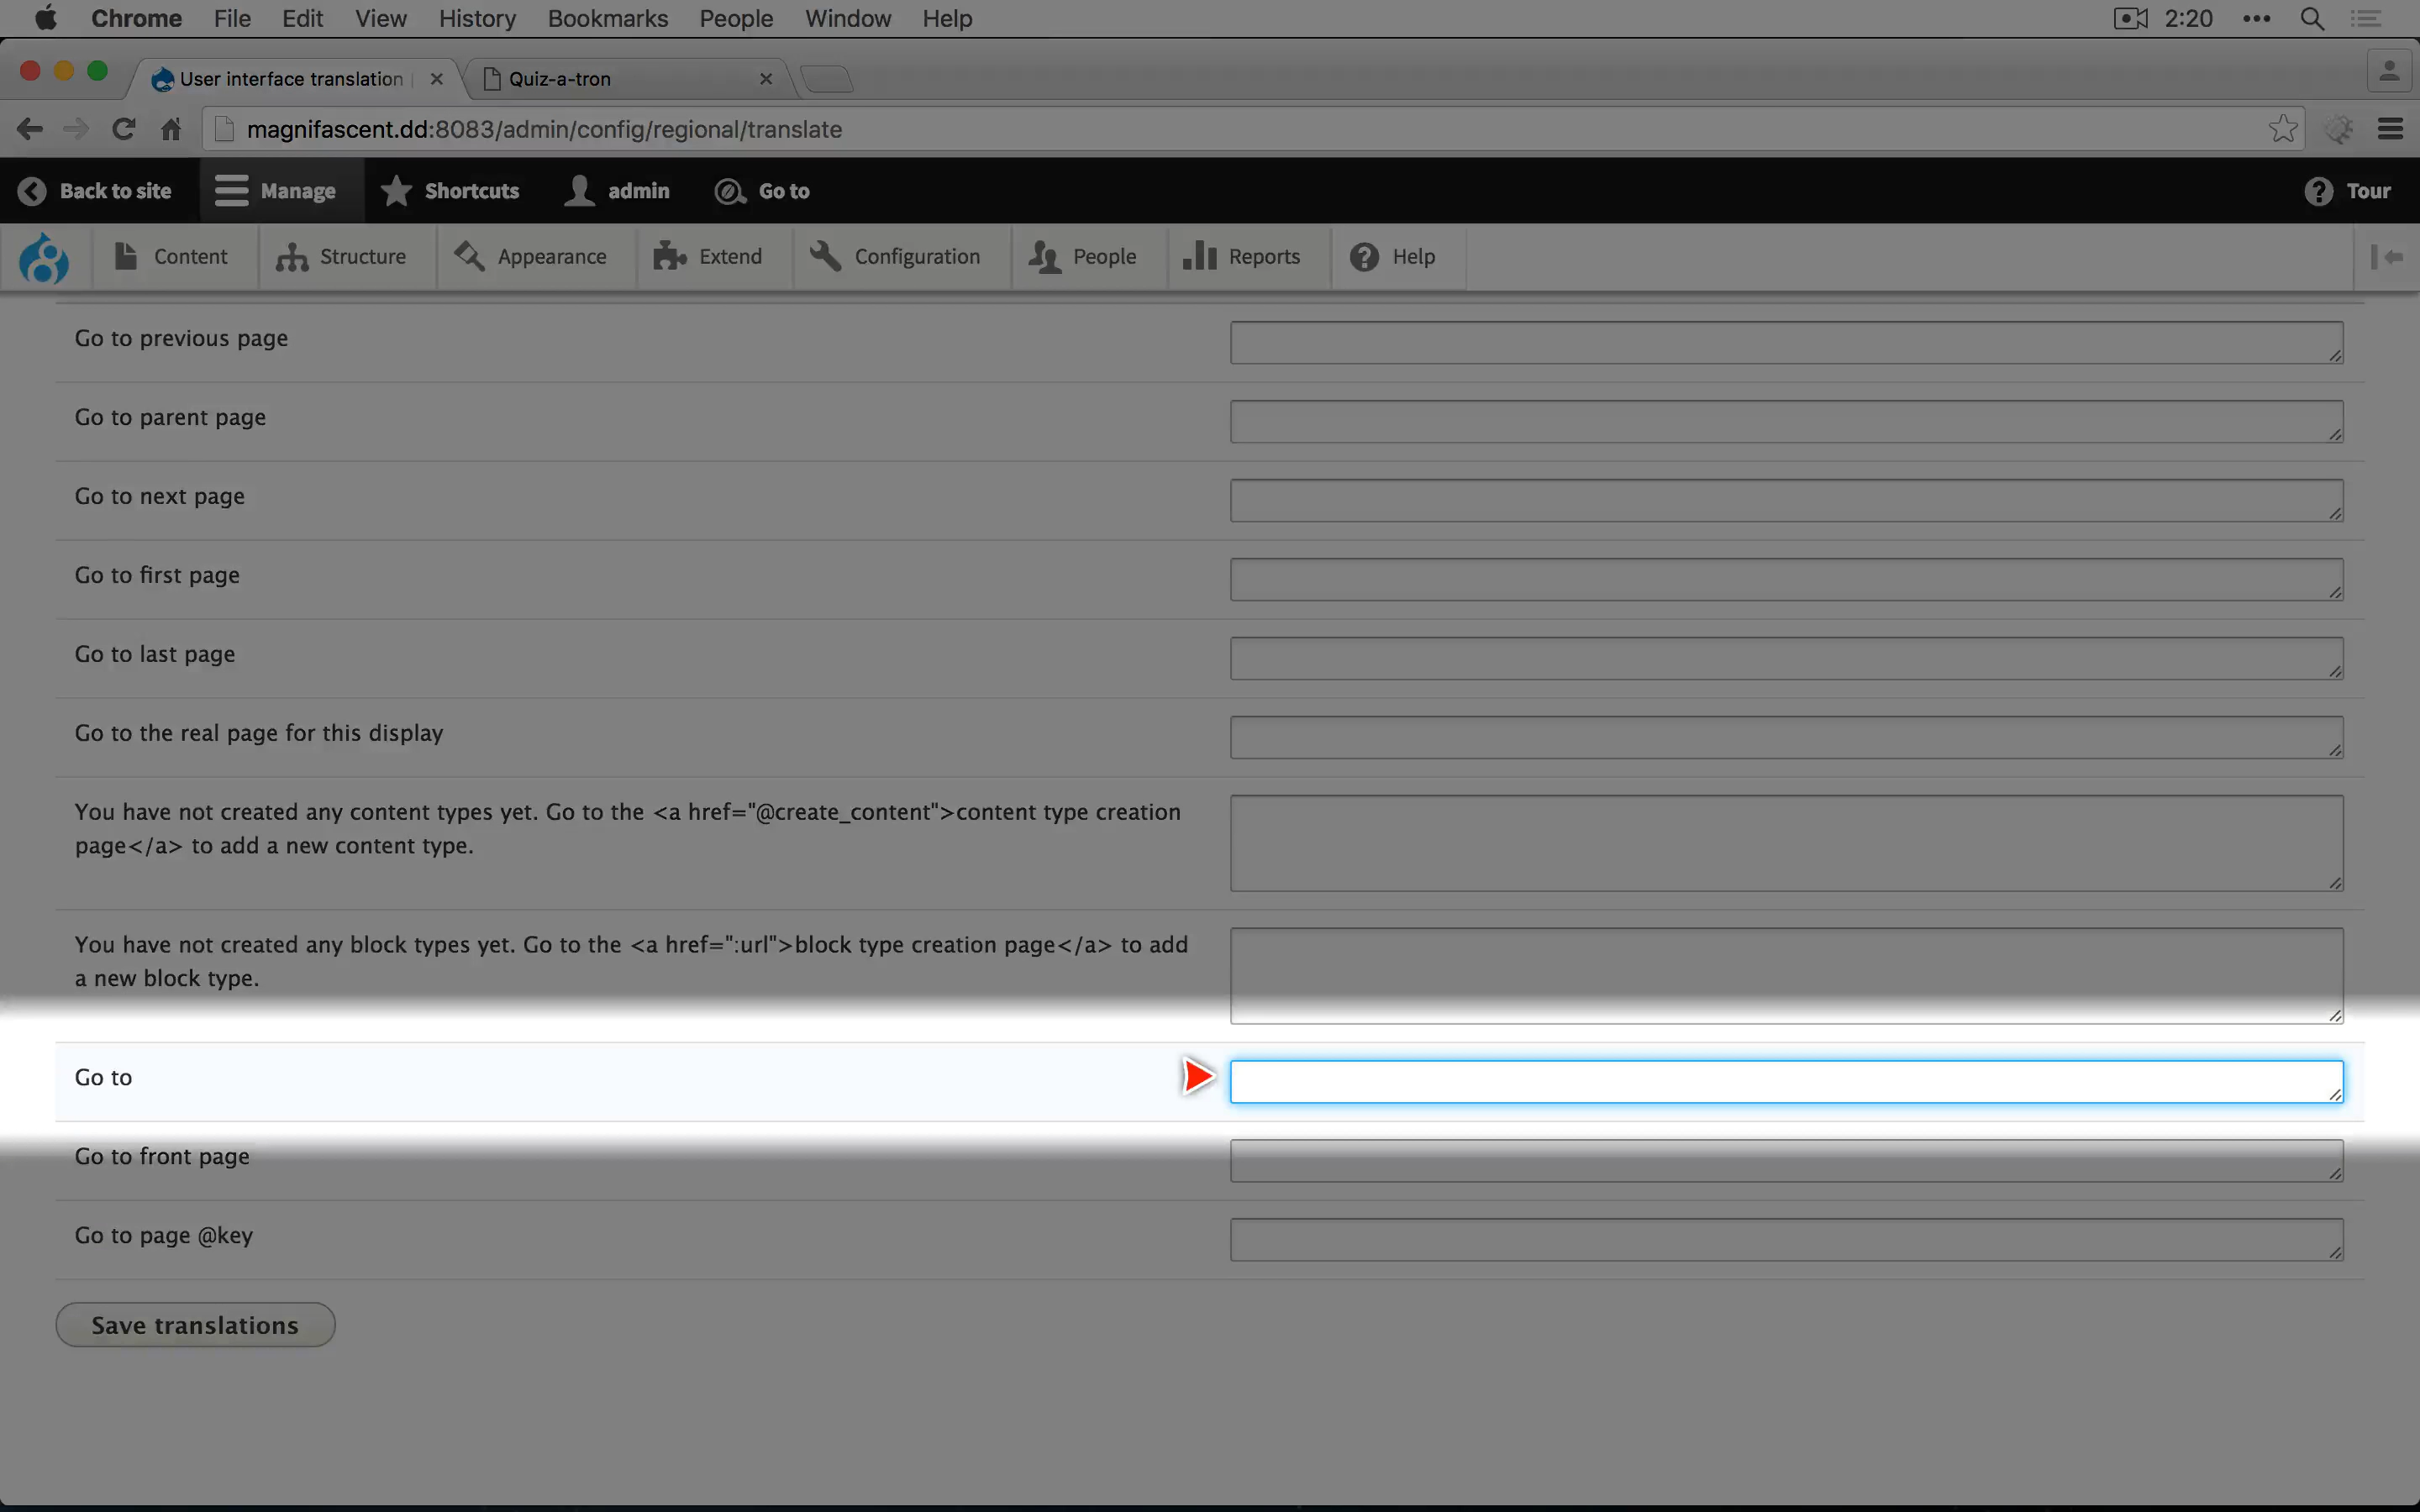 Chrome File Edit View History Bookmarks People Window Help 2:20
User interface translation Quiz-a-tron
magnifascent.dd:8083/admin/config/regional/translate
Back to site Manage Shortcuts admin Go to Tour
Content Structure Appearance Extend Configuration People Reports Help
Go to previous page
Go to parent page
Go to next page
Go to first page
Go to last page
Go to the real page for this display
You have not created any content types yet. Go to the <a href="@create_content">content type creation
page</a> to add a new content type.
You have not created any block types yet. Go to the <a href=":url">block type creation page</a> to add
a new block type.
Go to
Go to front page
Go to page @key
Save translations